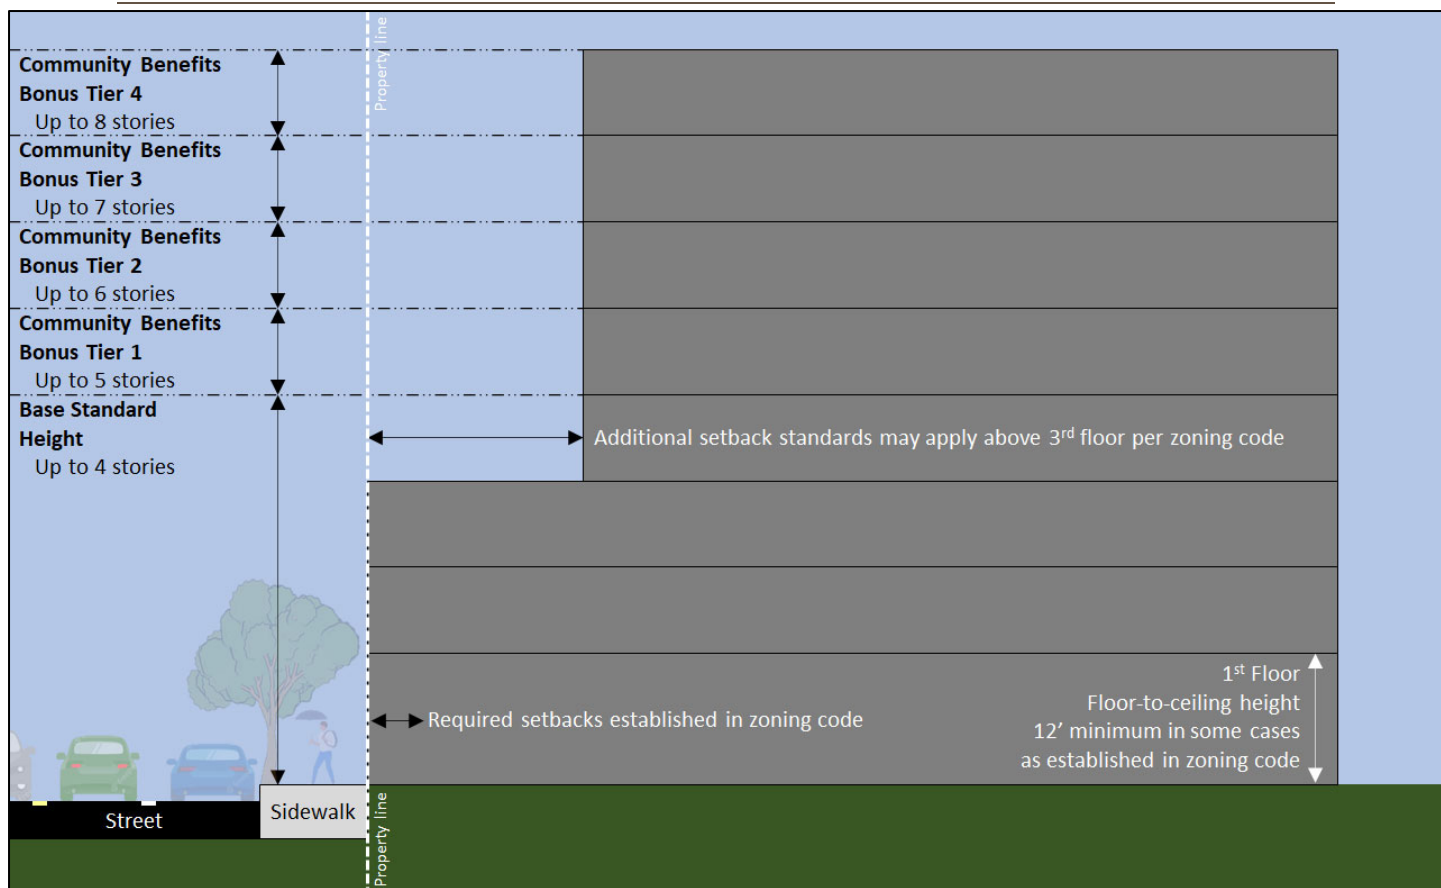 Property line
Community Benefits
Bonus Tier 4
Up to 8 stories
Community Benefits
Bonus Tier 3
Up to 7 stories
Community Benefits
Bonus Tier 2
Up to 6 stories
Community Benefits
Bonus Tier 1
Up to 5 stories
Base Standard
Height
Up to 4 stories
Additional setback standards may apply above 3rd floor per zoning code
1st Floor
Floor-to-ceiling height
12’ minimum in some cases
as established in zoning code
Required setbacks established in zoning code
Street
Sidewalk
Property line